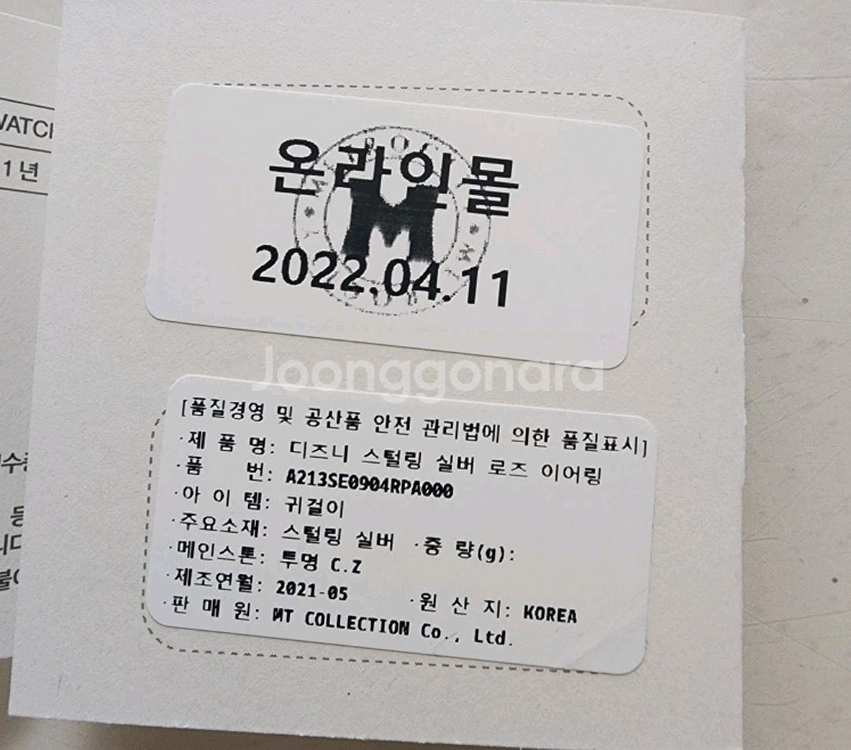 WATCH
1년
온라인몰
2022.04.11
Joonggonara
[품질경영 및 공산품 안전 관리법에 의한 품질표시]
·제 품 명: 디즈니 스털링 실버 로즈 이어링
·품 번: A213SE0904RPA000
·아 이 템: 귀걸이
·주요소재: 스털링 실버 ·중 량(g):
·메인스톤: 투명 C.Z
·제조연월: 2021-05 ·원 산 지: KOREA
·판 매 원: MT COLLECTION Co., Ltd.